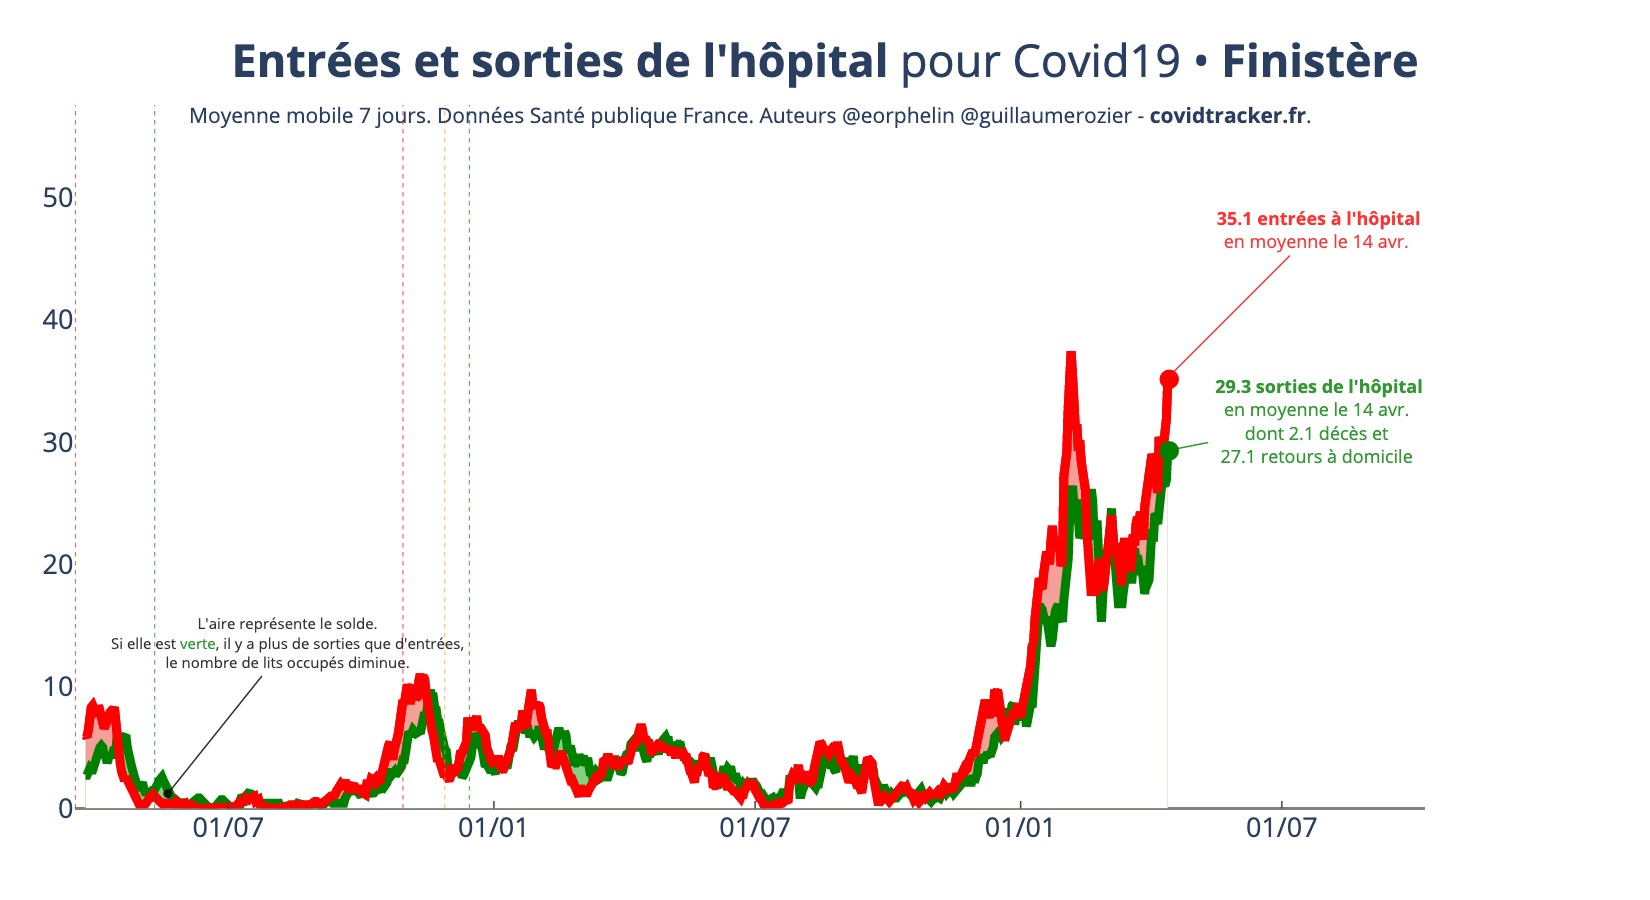 Entrées et sorties de l'hôpital pour Covid19 • Finistère
Moyenne mobile 7 jours. Données Santé publique France. Auteurs @eorphelin @guillaumerozier - covidtracker.fr.
50
40
30
20
10
0
35.1 entrées à l'hôpital
en moyenne le 14 avr.
29.3 sorties de l'hôpital
en moyenne le 14 avr.
dont 2.1 décès et
27.1 retours à domicile
L'aire représente le solde.
Si elle est verte, il y a plus de sorties que d'entrées,
le nombre de lits occupés diminue.
01/07
01/01
01/07
01/01
01/07